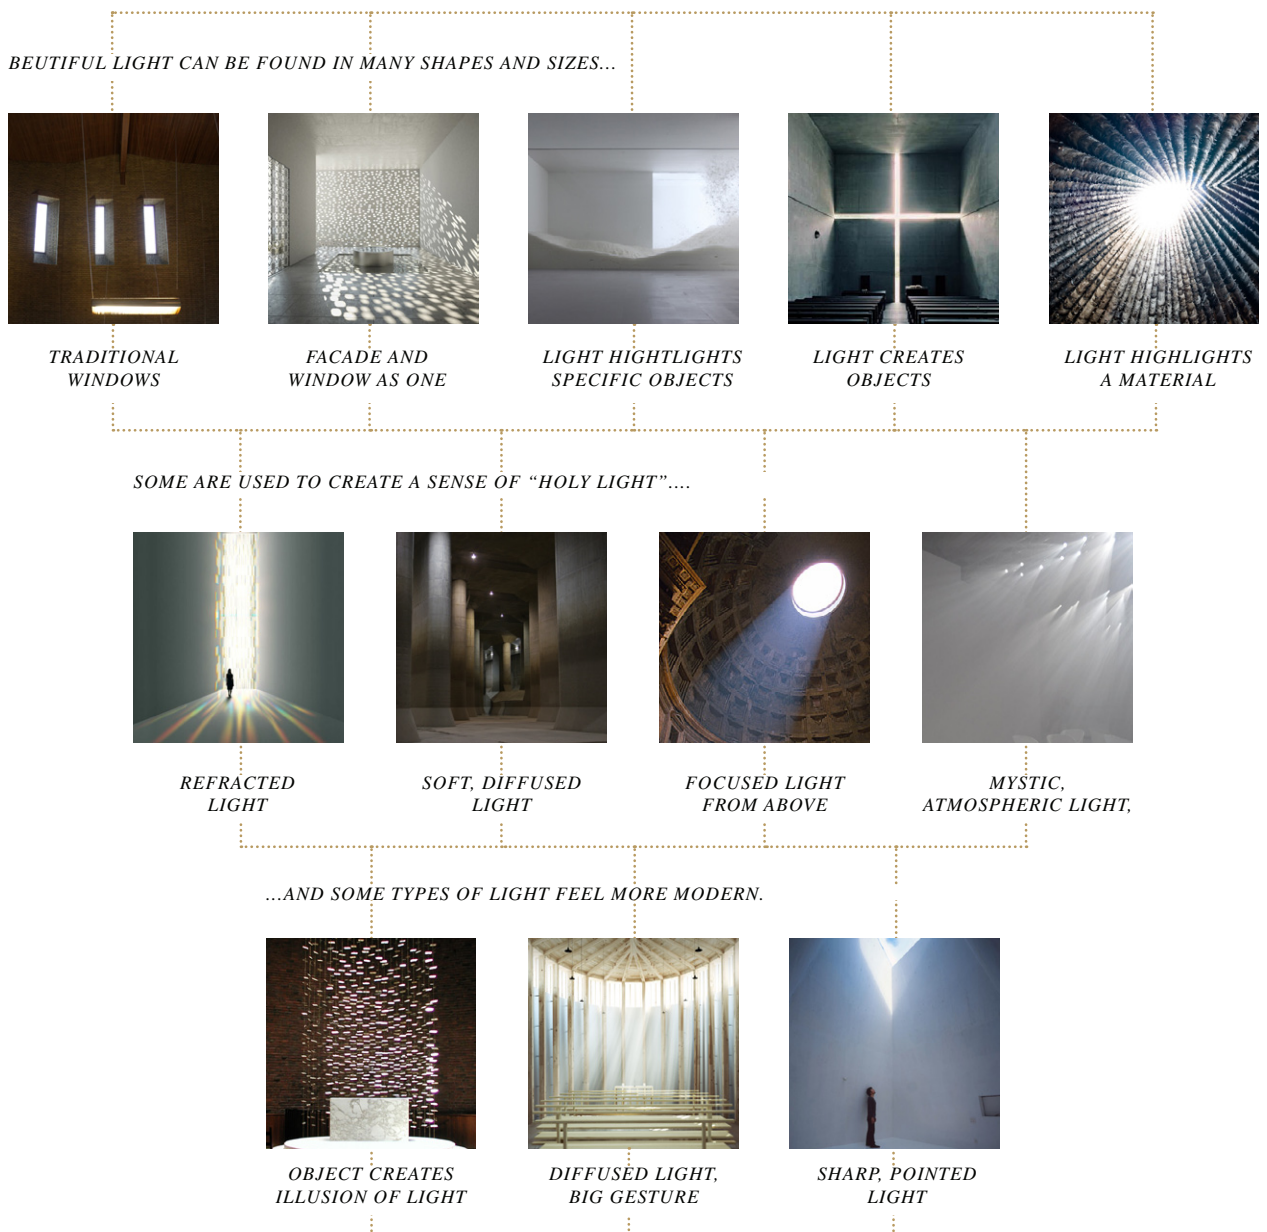 BEUTIFUL LIGHT CAN BE FOUND IN MANY SHAPES AND SIZES...
TRADITIONAL
WINDOWS
FACADE AND
WINDOW AS ONE
LIGHT HIGHTLIGHTS
SPECIFIC OBJECTS
LIGHT CREATES
OBJECTS
LIGHT HIGHLIGHTS
A MATERIAL
SOME ARE USED TO CREATE A SENSE OF “HOLY LIGHT”....
REFRACTED
LIGHT
SOFT, DIFFUSED
LIGHT
FOCUSED LIGHT
FROM ABOVE
MYSTIC,
ATMOSPHERIC LIGHT,
...AND SOME TYPES OF LIGHT FEEL MORE MODERN.
OBJECT CREATES
ILLUSION OF LIGHT
DIFFUSED LIGHT,
BIG GESTURE
SHARP, POINTED
LIGHT